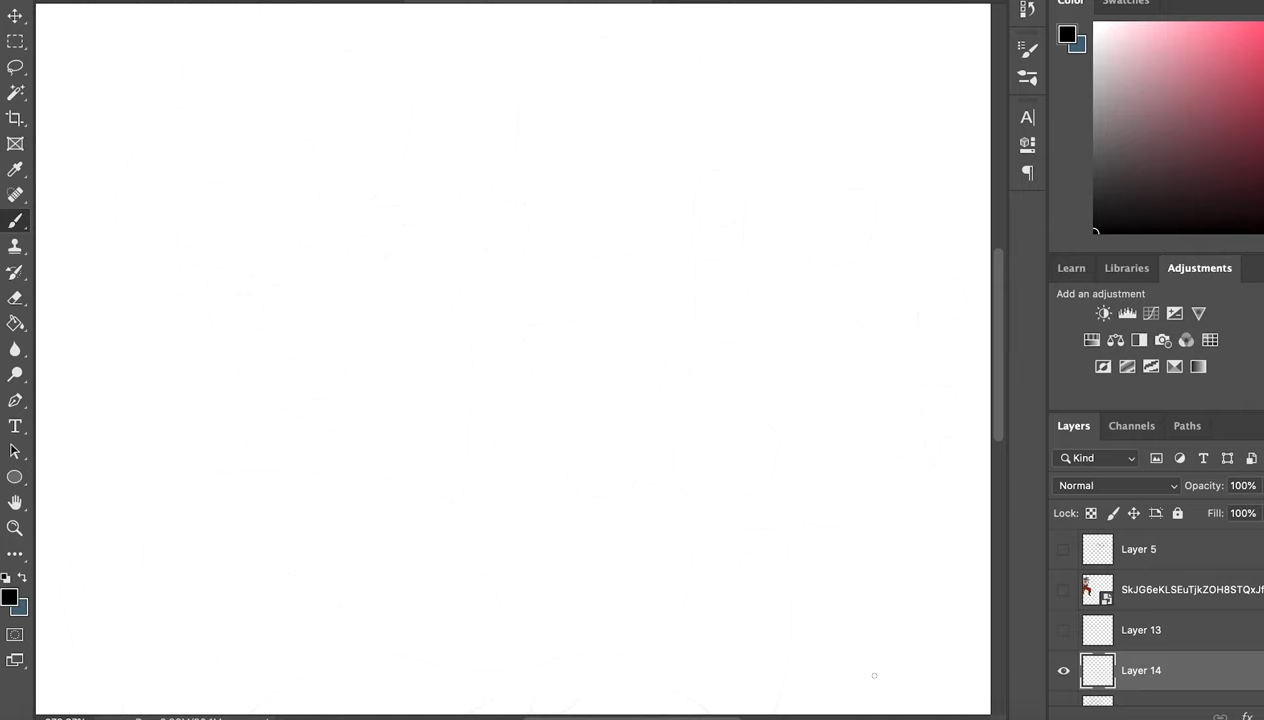 Color Swatches
Learn Libraries Adjustments
Add an adjustment
Layers Channels Paths
Kind
Normal Opacity: 100%
Lock: Fill: 100%
Layer 5
Layer 13
Layer 14